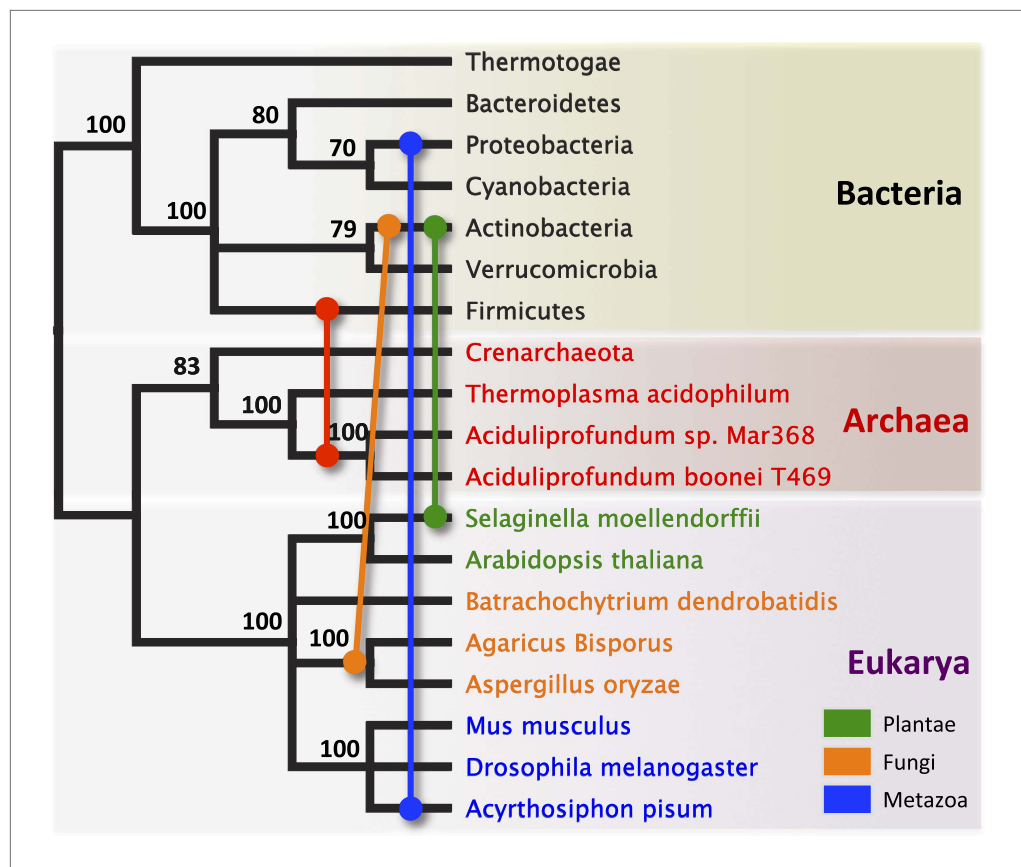 Thermotogae
Bacteroidetes
80
100
Proteobacteria
70
Cyanobacteria
Bacteria
100
Actinobacteria
79
Verrucomicrobia
Firmicutes
Crenarchaeota
83
Thermoplasma acidophilum
100
Archaea
100
Aciduliprofundum sp. Mar368
Aciduliprofundum boonei T469
Selaginella moellendorffii
100
Arabidopsis thaliana
Batrachochytrium dendrobatidis
100
100
Agaricus Bisporus
Eukarya
Aspergillus oryzae
Mus musculus
Plantae
100
Drosophila melanogaster
Fungi
Acyrthosiphon pisum
Metazoa